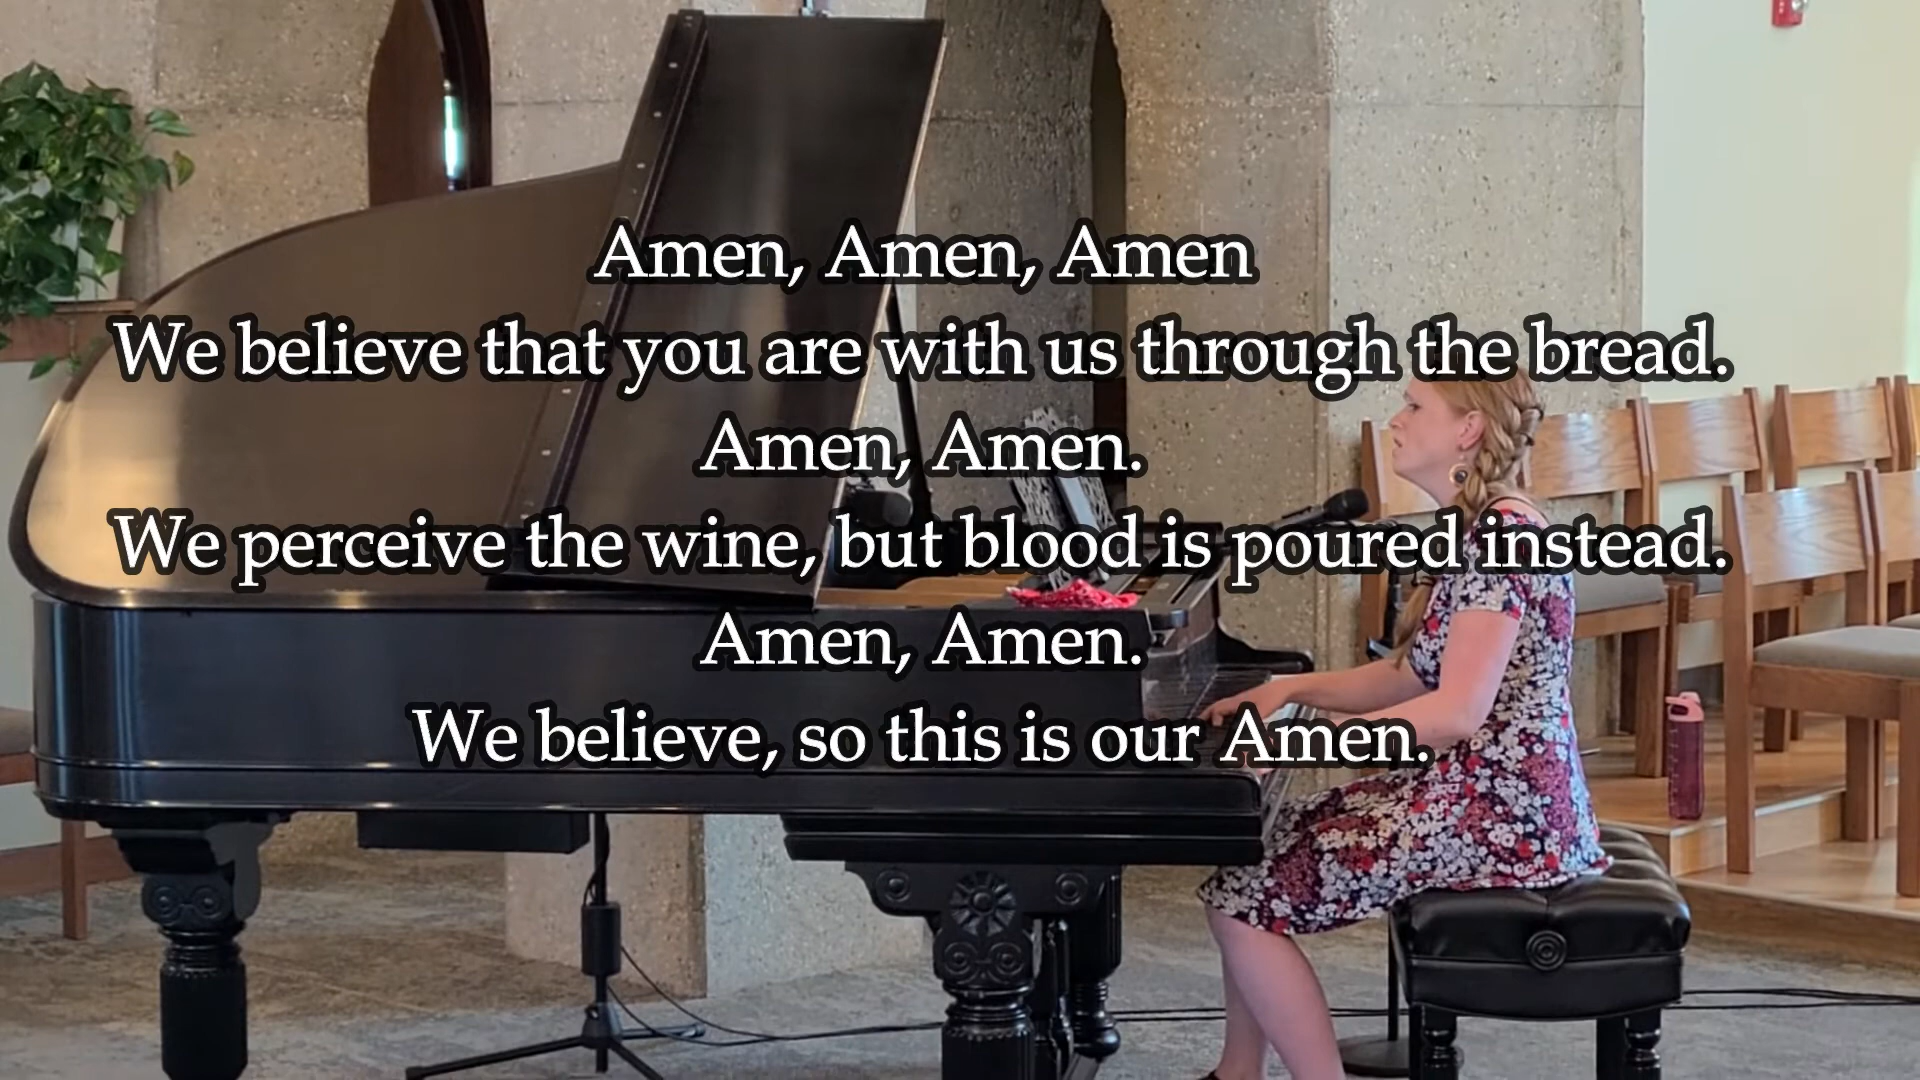 Amen, Amen, Amen
We believe that you are with us through the bread.
Amen, Amen.
We perceive the wine, but blood is poured instead.
Amen, Amen.
We believe, so this is our Amen.